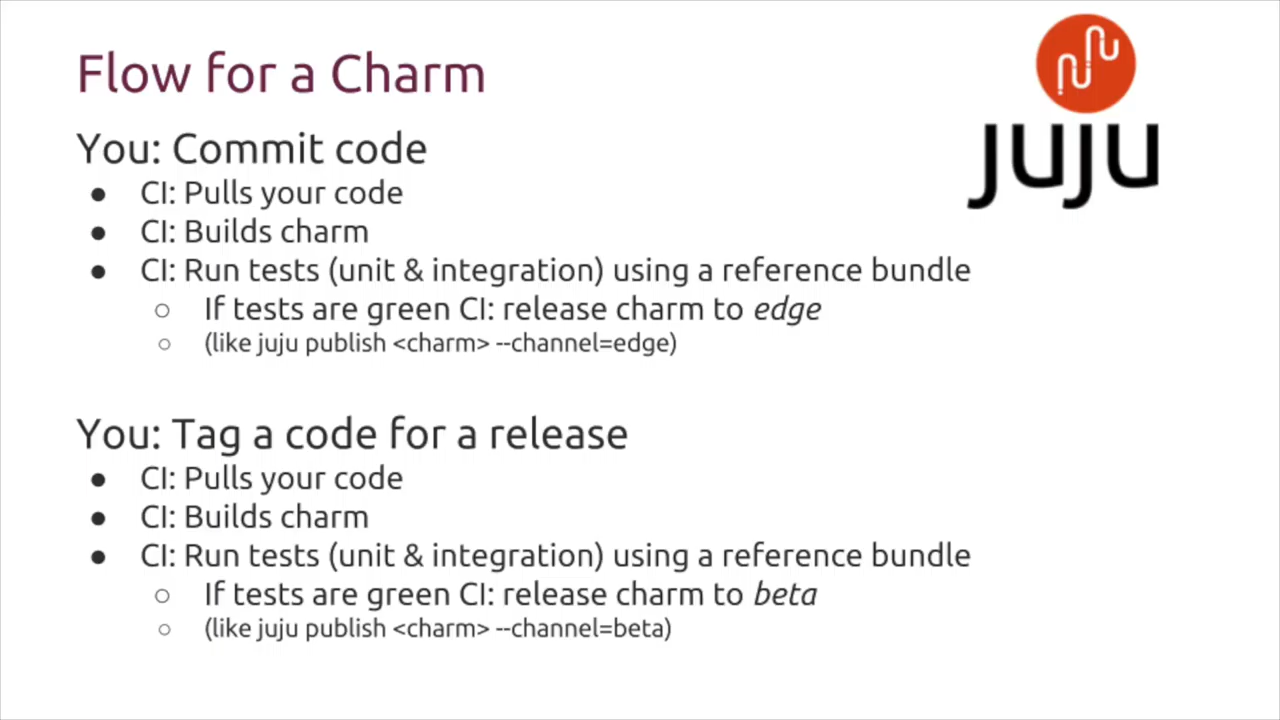 Flow for a Charm
juju
You: Commit code
● CI: Pulls your code
● CI: Builds charm
● CI: Run tests (unit & integration) using a reference bundle
○ If tests are green CI: release charm to edge
○ (like juju publish <charm> --channel=edge)
You: Tag a code for a release
● CI: Pulls your code
● CI: Builds charm
● CI: Run tests (unit & integration) using a reference bundle
○ If tests are green CI: release charm to beta
○ (like juju publish <charm> --channel=beta)